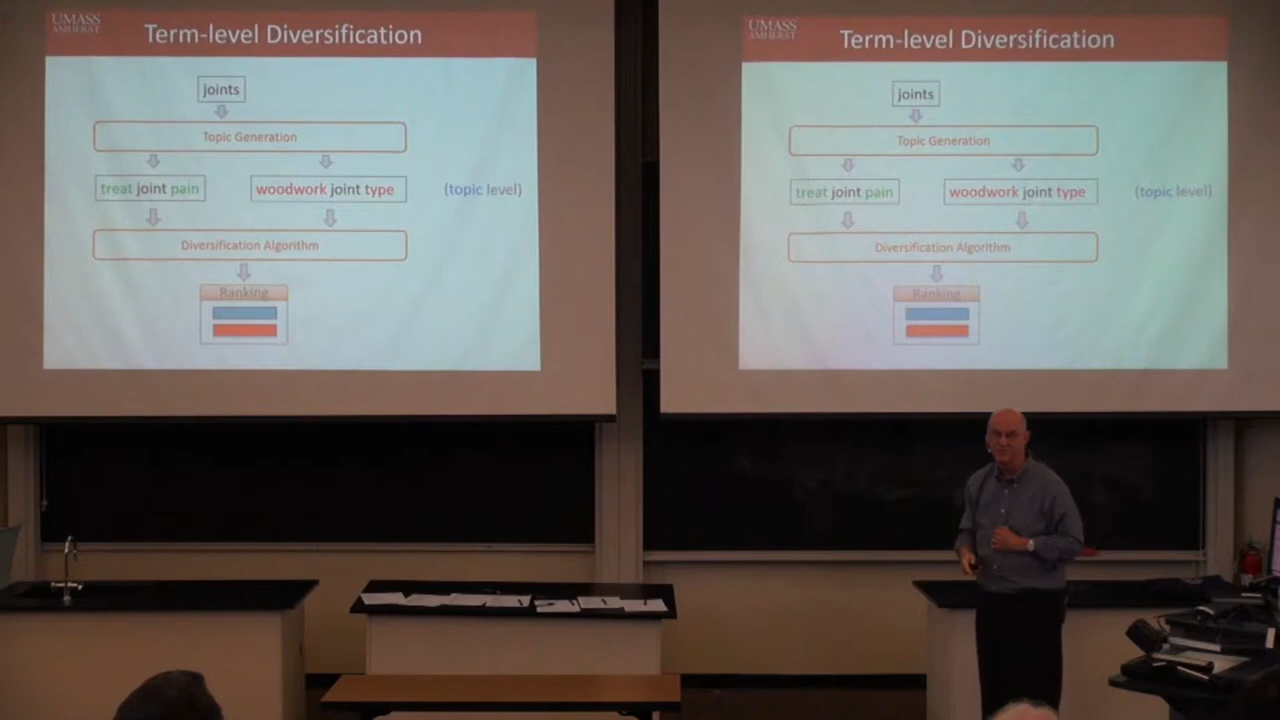 UMASS
AMHERST
Term-level Diversification
joints
Topic Generation
treat joint pain
woodwork joint type
(topic level)
Diversification Algorithm
Ranking
UMASS
AMHERST
Term-level Diversification
joints
Topic Generation
treat joint pain
woodwork joint type
(topic level)
Diversification Algorithm
Ranking